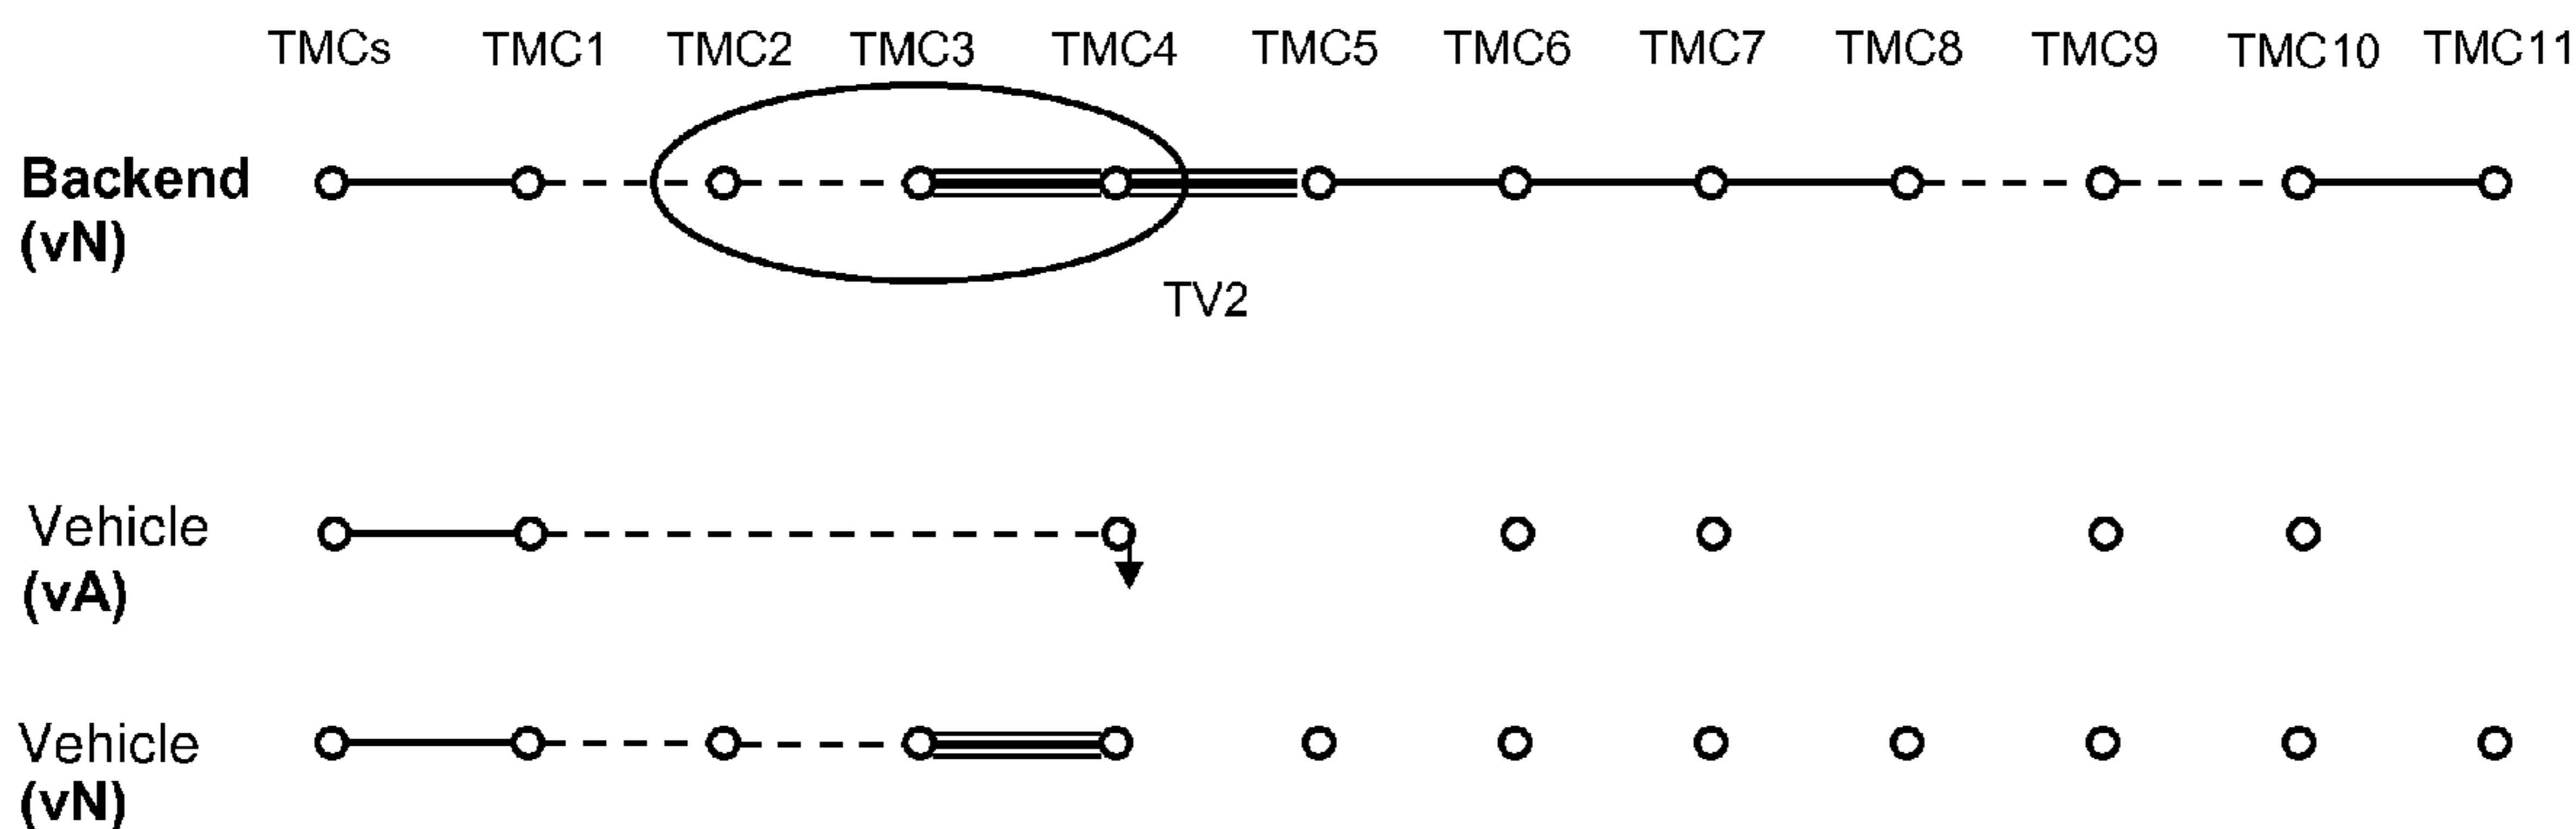 TMCs TMC1 TMC2 TMC3 TMC4 TMC5 TMC6 TMC7 TMC8 TMC9 TMC10 TMC11
Backend
(vN)
TV2
Vehicle
(vA)
Vehicle
(vN)